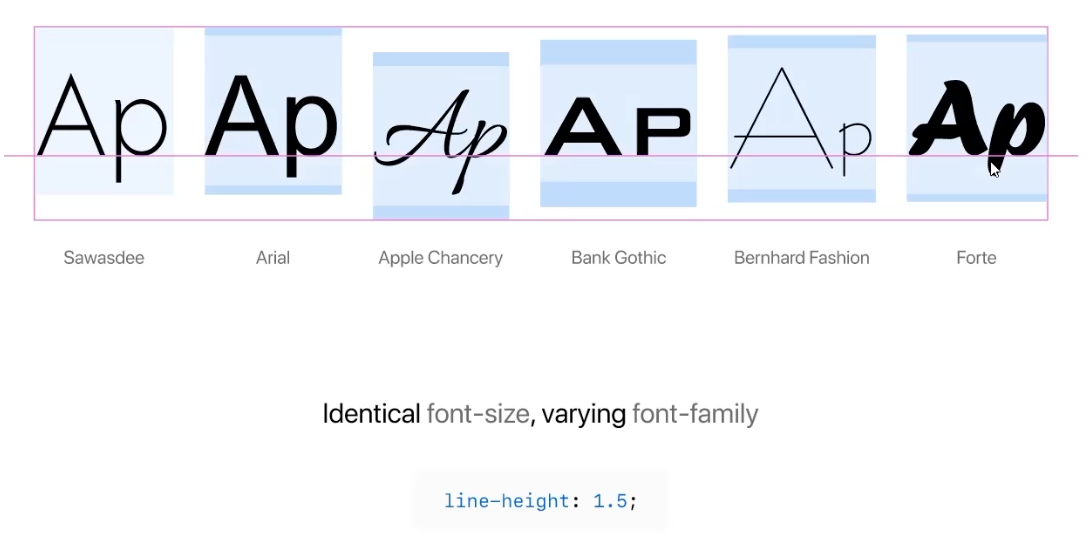 Ap Ap Ap Ap Ap Ap
Sawasdee Arial Apple Chancery Bank Gothic Bernhard Fashion Forte
Identical font-size, varying font-family
line-height: 1.5;